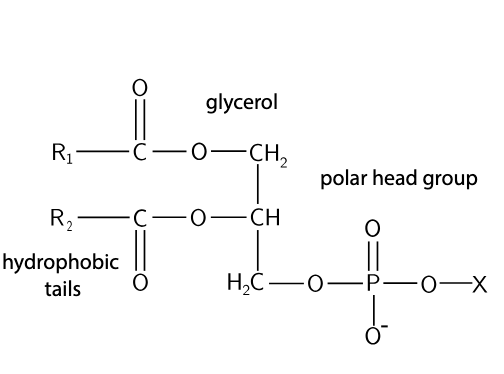 O
glycerol
R₁ C O CH₂
polar head group
R₂ C O CH
O
hydrophobic
tails
O
H₂C O P O X
O⁻